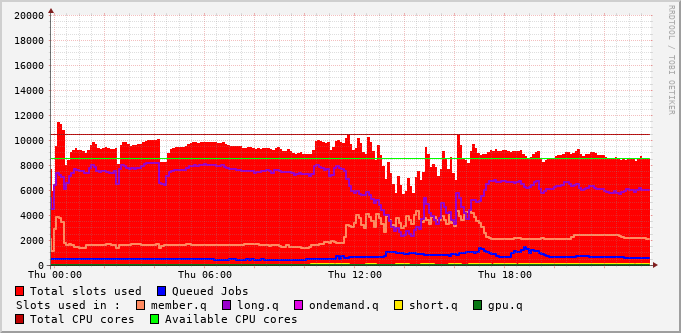 20000
18000
16000
14000
12000
10000
8000
6000
4000
2000
0
Thu 00:00 Thu 06:00 Thu 12:00 Thu 18:00
RRDTOOL / TOBI OETIKER
Total slots used Queued Jobs
Slots used in : member.q long.q ondemand.q short.q gpu.q
Total CPU cores Available CPU cores